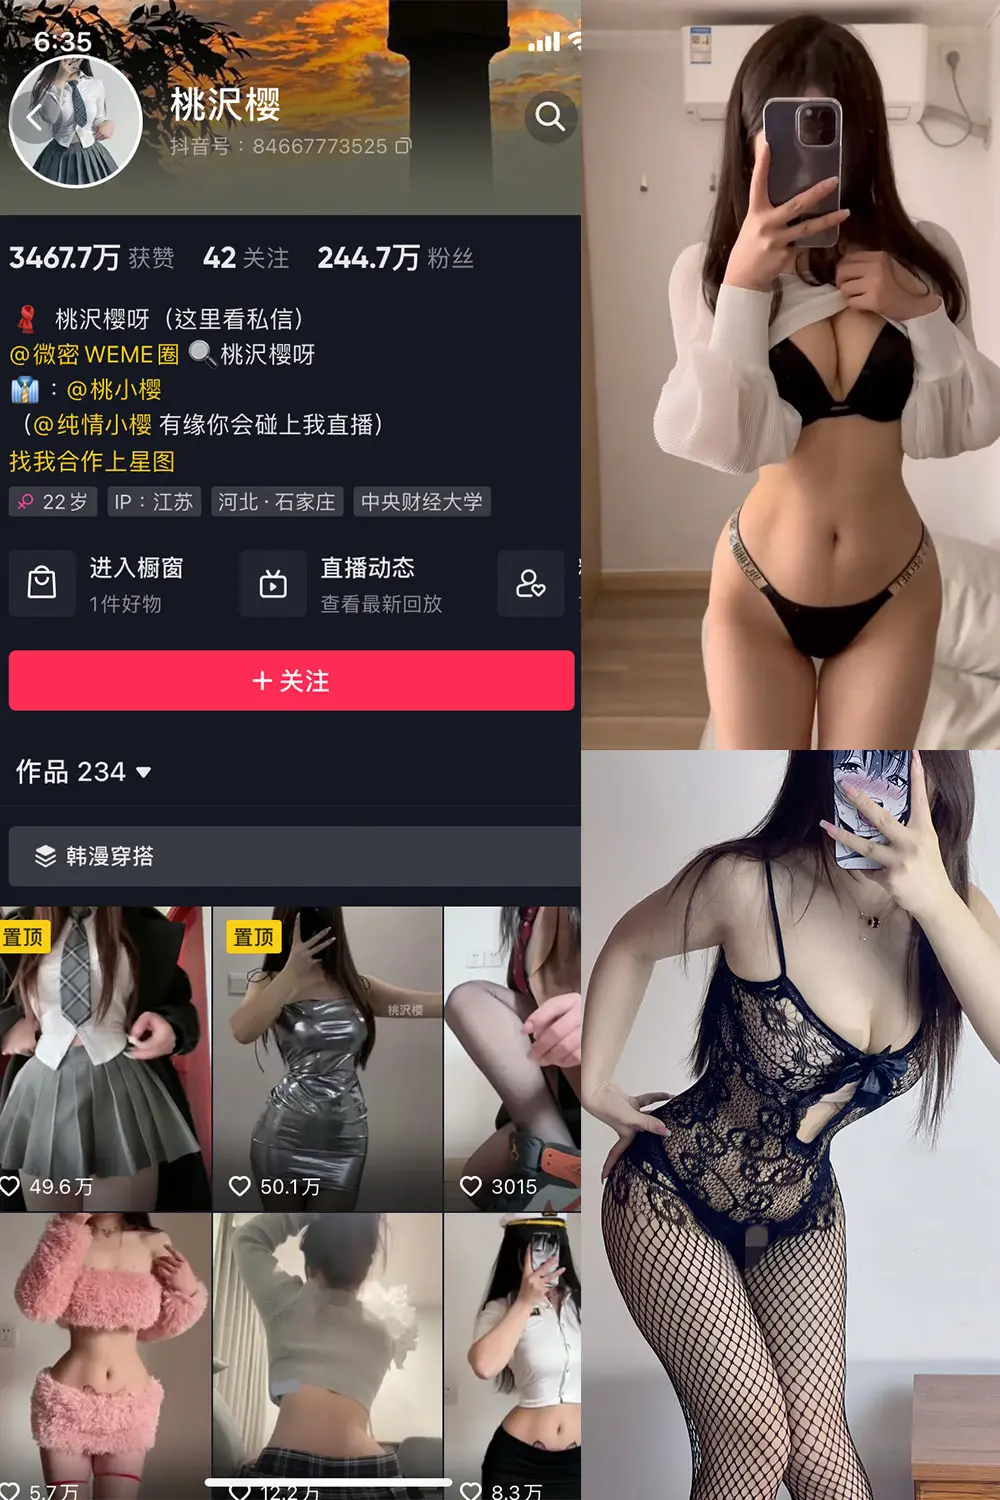 6:35
桃沢樱
抖音号：84667773525
3467.7万 获赞 42 关注 244.7万 粉丝
桃沢樱呀（这里看私信）
@微密WEME圈 桃沢樱呀
：@桃小樱
（@纯情小樱 有缘你会碰上我直播）
找我合作上星图
22岁 IP：江苏 河北·石家庄 中央财经大学
进入橱窗 直播动态
1件好物 查看最新回放
+ 关注
作品 234
韩漫穿搭
置顶 置顶
桃沢樱
49.6万 50.1万 3015
5.7万 12.2万 8.3万